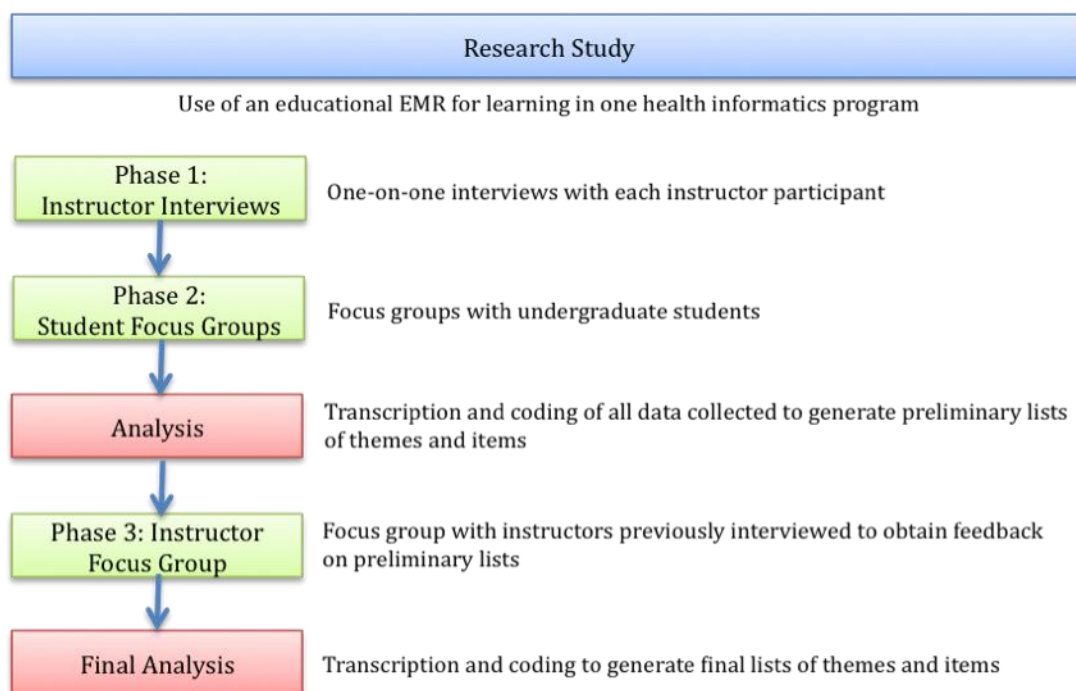 Research Study
Use of an educational EMR for learning in one health informatics program
Phase 1:
Instructor Interviews
One-on-one interviews with each instructor participant
Phase 2:
Student Focus Groups
Focus groups with undergraduate students
Analysis
Transcription and coding of all data collected to generate preliminary lists
of themes and items
Phase 3: Instructor
Focus Group
Focus group with instructors previously interviewed to obtain feedback
on preliminary lists
Final Analysis
Transcription and coding to generate final lists of themes and items